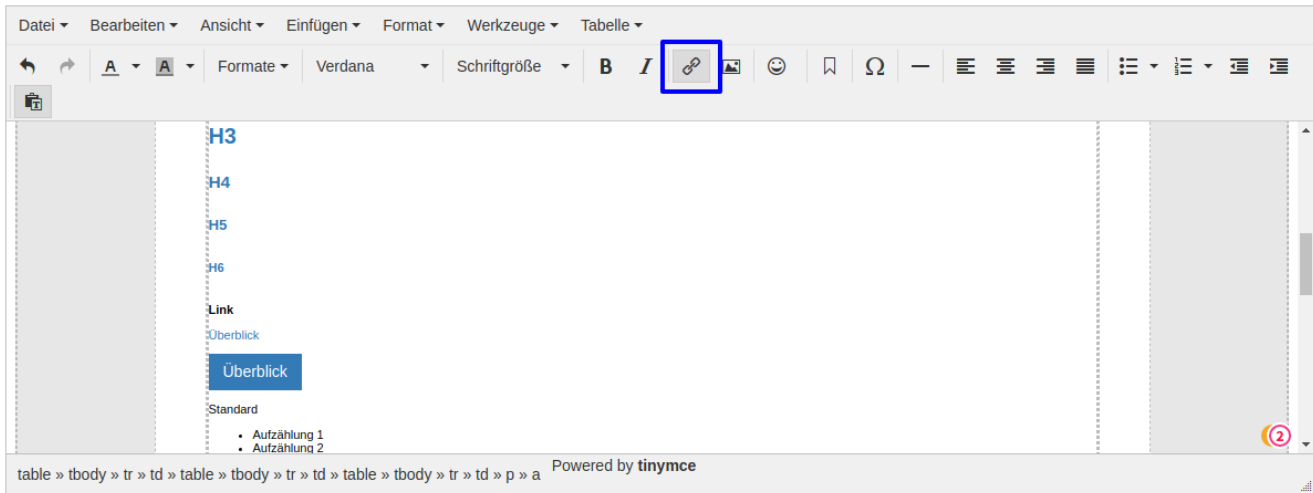 Datei Bearbeiten Ansicht Einfügen Format Werkzeuge Tabelle
A A Formate Verdana Schriftgröße B I Ω
H3
H4
H5
H6
Link
Überblick
Überblick
Standard
• Aufzählung 1
• Aufzählung 2
2
table » tbody » tr » td » table » tbody » tr » td » table » tbody » tr » td » p » a Powered by tinymce